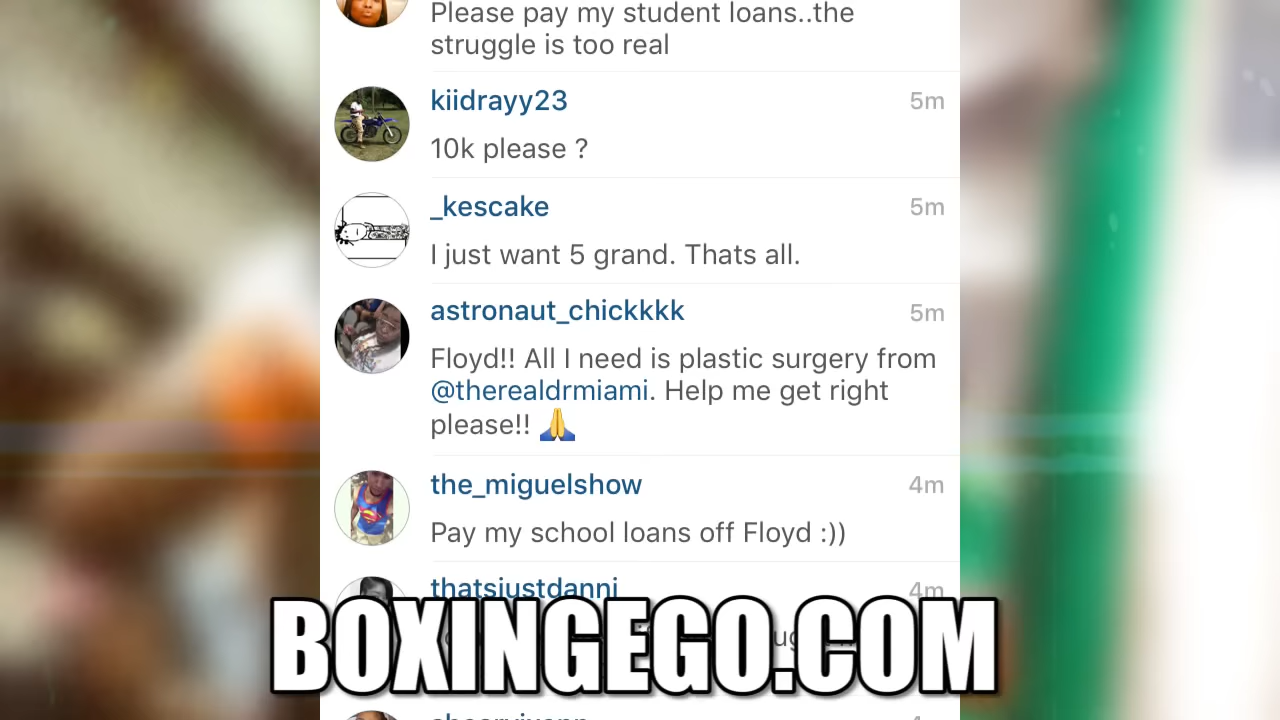 Please pay my student loans..the
struggle is too real
kiidrayy23 5m
10k please ?
_kescake 5m
I just want 5 grand. Thats all.
astronaut_chickkkk 5m
Floyd!! All I need is plastic surgery from
@therealdrmiami. Help me get right
please!! 🙏
the_miguelshow 4m
Pay my school loans off Floyd :))
thatsjustdanni 4m
BOXINGEGO.COM